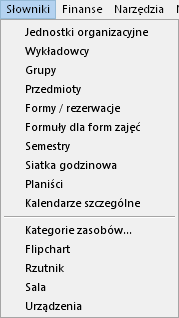 Słowniki Finanse Narzędzia
Jednostki organizacyjne
Wykładowcy
Grupy
Przedmioty
Formy / rezerwacje
Formuły dla form zajęć
Semestry
Siatka godzinowa
Planiści
Kalendarze szczególne
Kategorie zasobów...
Flipchart
Rzutnik
Sala
Urządzenia